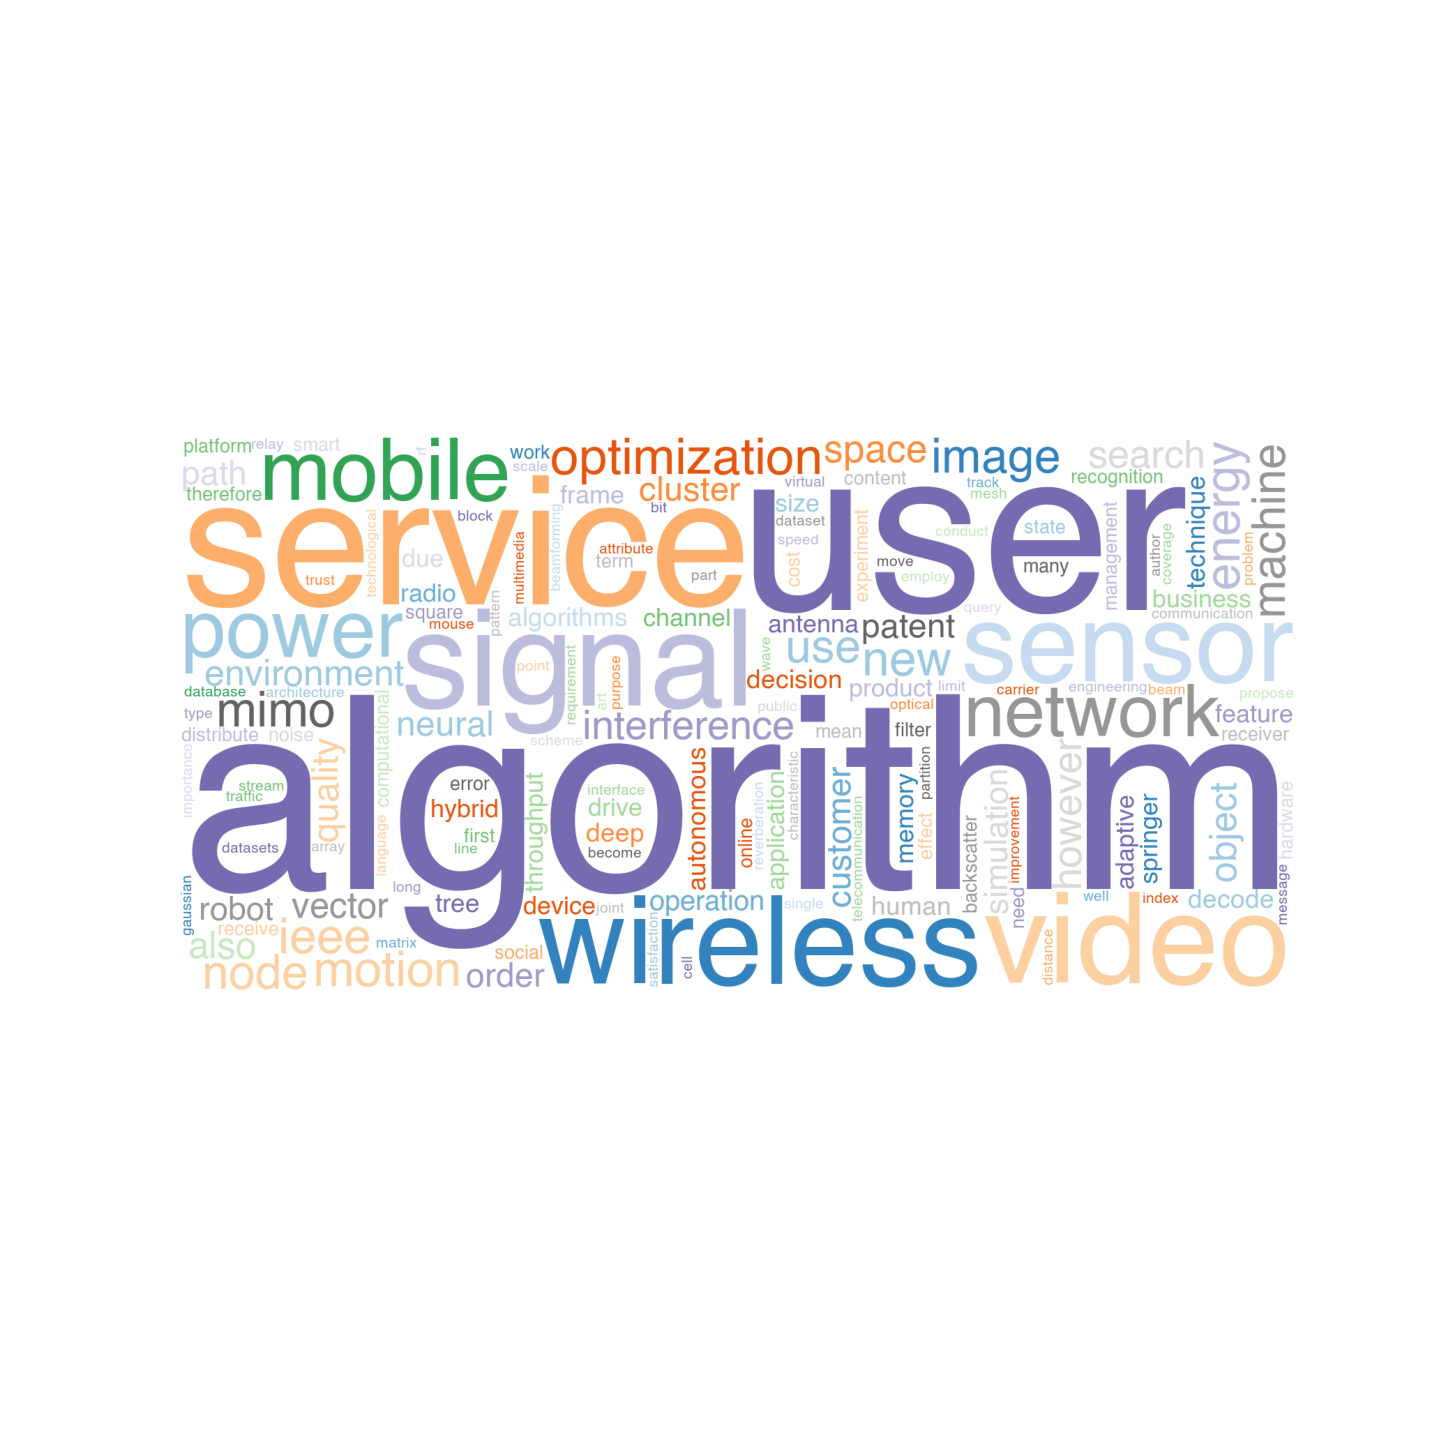 platform
relay
smart
mobile
rf
work
optimization
space
image
search
energy
machine
path
scale
therefore
frame
cluster
virtual
content
track
recognition
service
block
bit
size
mesh
user
technique
dataset
technological
due
multimedia
beamforming
attribute
term
speed
cost
experiment
conduct
state
management
author
coverage
problem
trust
part
move
employ
many
radio
business
power
square
mouse
pattern
algorithms
channel
query
communication
antenna
patent
sensor
signal
environment
point
requirement
art
purpose
wave
use
new
decision
product
limit
carrier
engineering
beam
propose
database
architecture
type
mimo
computational
neural
public
optical
network
feature
distribute
noise
scheme
interference
mean
filter
receiver
algorithm
importance
quality
stream
traffic
error
hybrid
language
first
line
throughput
interface
drive
deep
become
autonomous
online
reverberation
application
characteristic
customer
telecommunication
memory
effect
partition
backscatter
simulation
improvement
however
adaptive
springer
object
hardware
datasets
array
gaussian
long
robot
vector
tree
device
joint
operation
single
human
need
well
index
decode
message
also
receive
ieee
matrix
social
wireless
satisfaction
cell
video
distance
node
motion
order